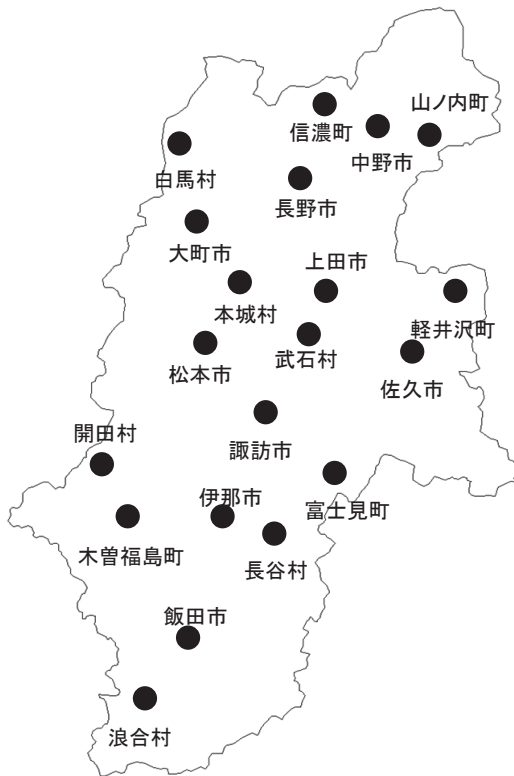 山ノ内町
信濃町
中野市
白馬村
長野市
大町市
上田市
本城村
軽井沢町
武石村
松本市
佐久市
開田村
諏訪市
伊那市
富士見町
木曽福島町
長谷村
飯田市
浪合村